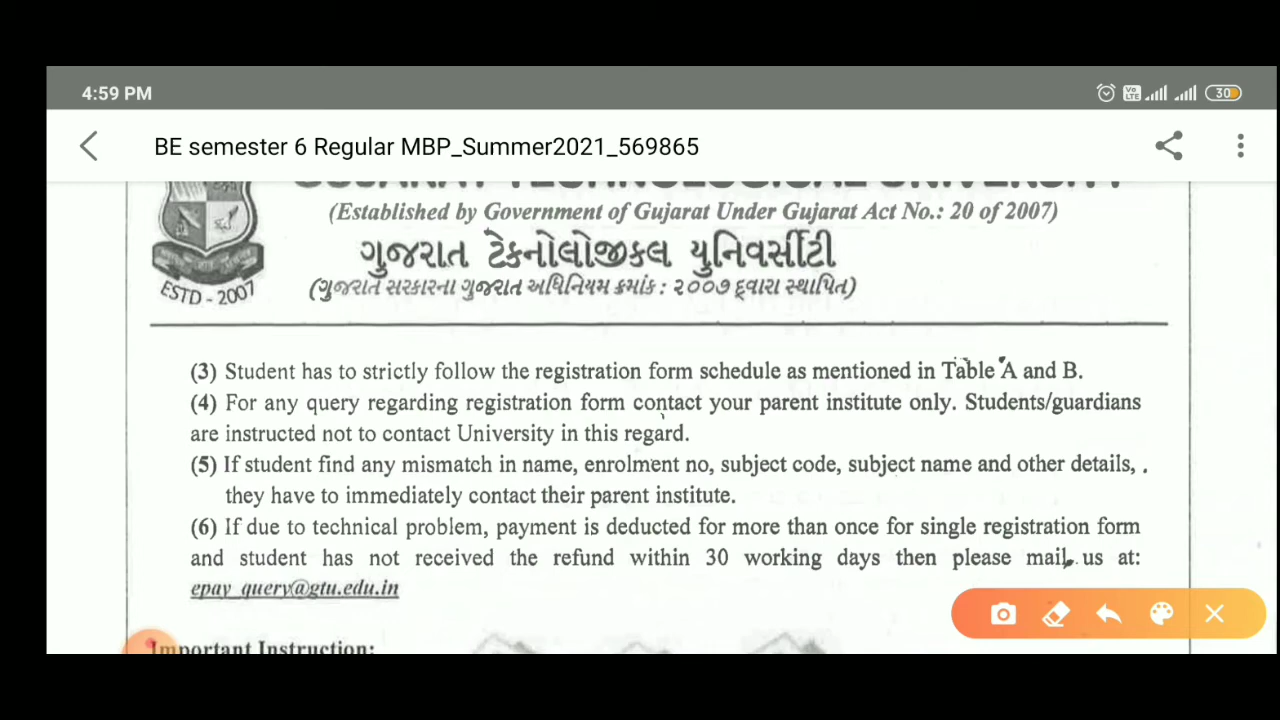 4:59 PM
Vo LTE
30
BE semester 6 Regular MBP_Summer2021_569865
GUJARAT TECHNOLOGICAL UNIVERSITY
(Established by Government of Gujarat Under Gujarat Act No.: 20 of 2007)
ગુજરાત ટેકનોલોજીકલ યુનિવર્સીટી
(ગુજરાત સરકારના ગુજરાત અધિનિયમ ક્રમાંક : ૨૦૦૭ દ્વારા સ્થાપિત)
ESTD - 2007
(3) Student has to strictly follow the registration form schedule as mentioned in Table A and B.
(4) For any query regarding registration form contact your parent institute only. Students/guardians
are instructed not to contact University in this regard.
(5) If student find any mismatch in name, enrolment no, subject code, subject name and other details,
they have to immediately contact their parent institute.
(6) If due to technical problem, payment is deducted for more than once for single registration form
and student has not received the refund within 30 working days then please mail us at:
epay_query@gtu.edu.in
Important Instruction: